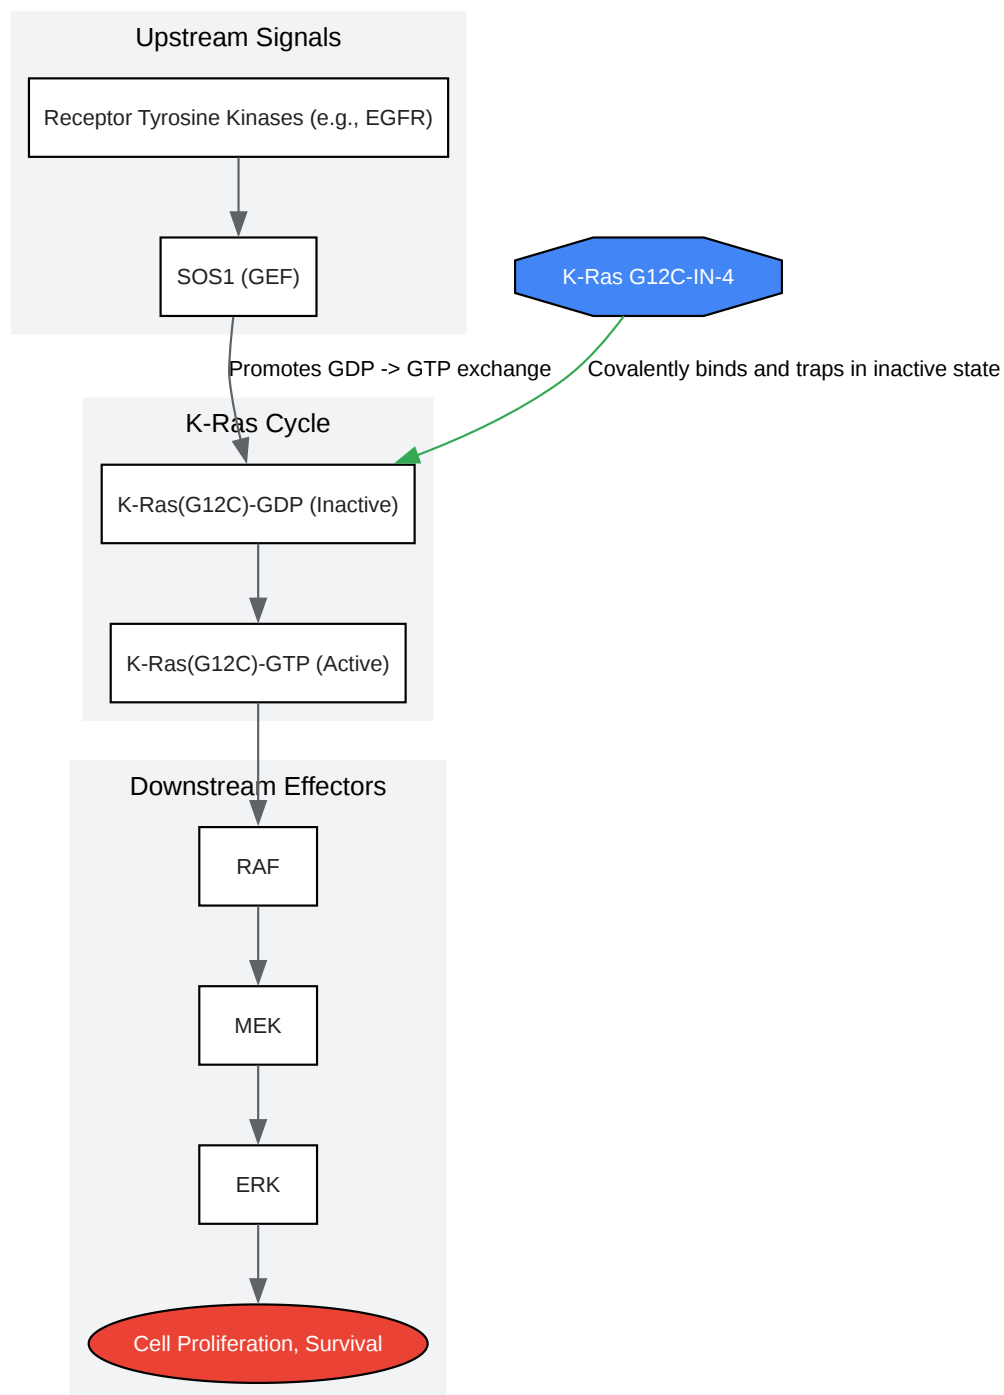 Upstream Signals
Receptor Tyrosine Kinases (e.g., EGFR)
SOS1 (GEF)
K-Ras G12C-IN-4
Promotes GDP -> GTP exchange
Covalently binds and traps in inactive state
K-Ras Cycle
K-Ras(G12C)-GDP (Inactive)
K-Ras(G12C)-GTP (Active)
Downstream Effectors
RAF
MEK
ERK
Cell Proliferation, Survival